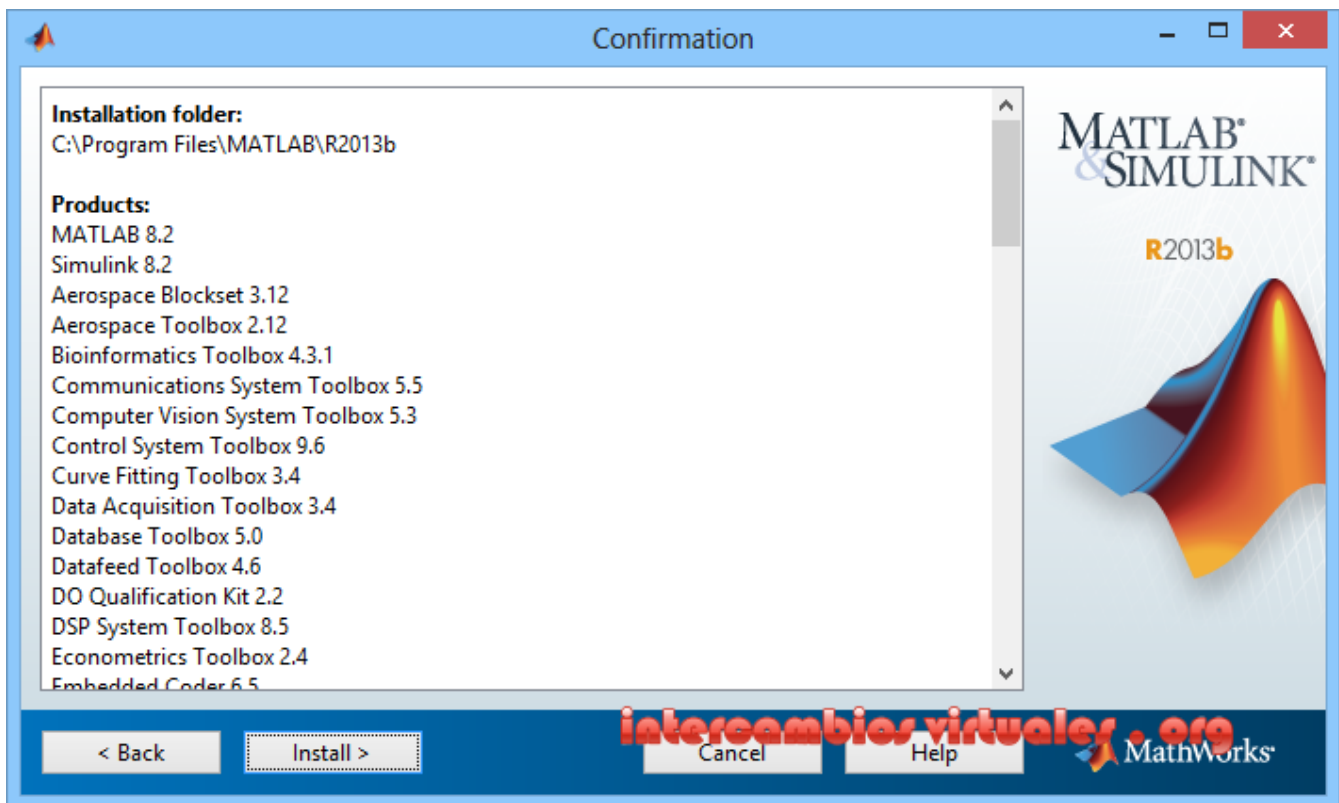 Confirmation
Installation folder:
C:\Program Files\MATLAB\R2013b
Products:
MATLAB 8.2
Simulink 8.2
Aerospace Blockset 3.12
Aerospace Toolbox 2.12
Bioinformatics Toolbox 4.3.1
Communications System Toolbox 5.5
Computer Vision System Toolbox 5.3
Control System Toolbox 9.6
Curve Fitting Toolbox 3.4
Data Acquisition Toolbox 3.4
Database Toolbox 5.0
Datafeed Toolbox 4.6
DO Qualification Kit 2.2
DSP System Toolbox 8.5
Econometrics Toolbox 2.4
Embedded Coder 6.5
MATLAB®
&SIMULINK®
R2013b
intercambiosvirtuales.org
< Back
Install >
Cancel
Help
MathWorks®